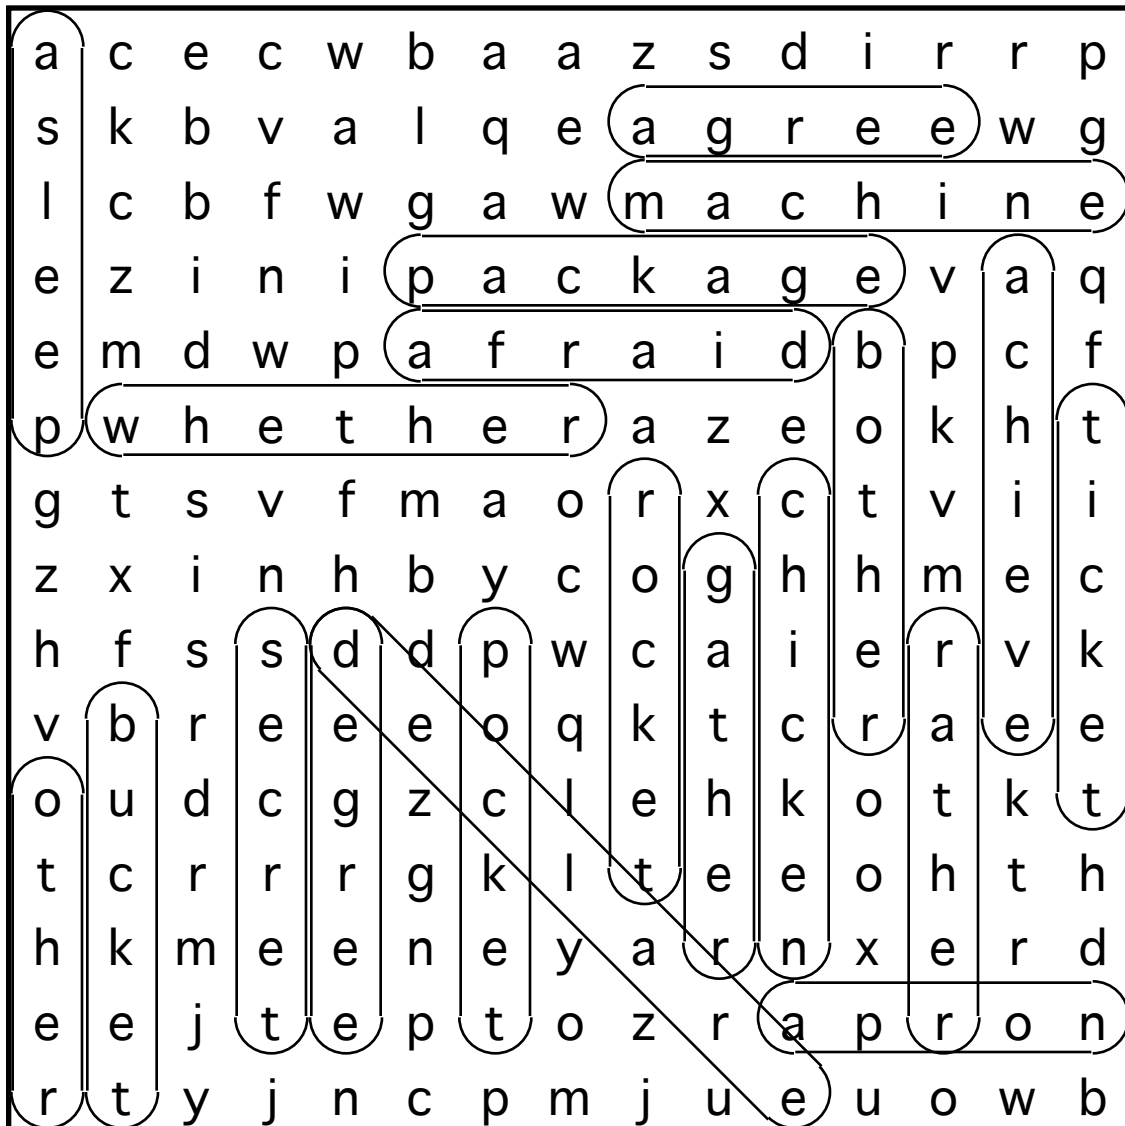 a c e c w b a a z s d i r r p
s k b v a l q e a g r e e w g
l c b f w g a w m a c h i n e
e z i n i p a c k a g e v a q
e m d w p a f r a i d b p c f
p w h e t h e r a z e o k h t
g t s v f m a o r x c t v i i
z x i n h b y c o g h h m e c
h f s s d d p w c a i e r v k
v b r e e e o q k t c r a e e
o u d c g z c l e h k o t k t
t c r r r g k l t e e o h t h
h k m e e n e y a r n x e r d
e e j t e p t o z r a p r o n
r t y j n c p m j u e u o w b